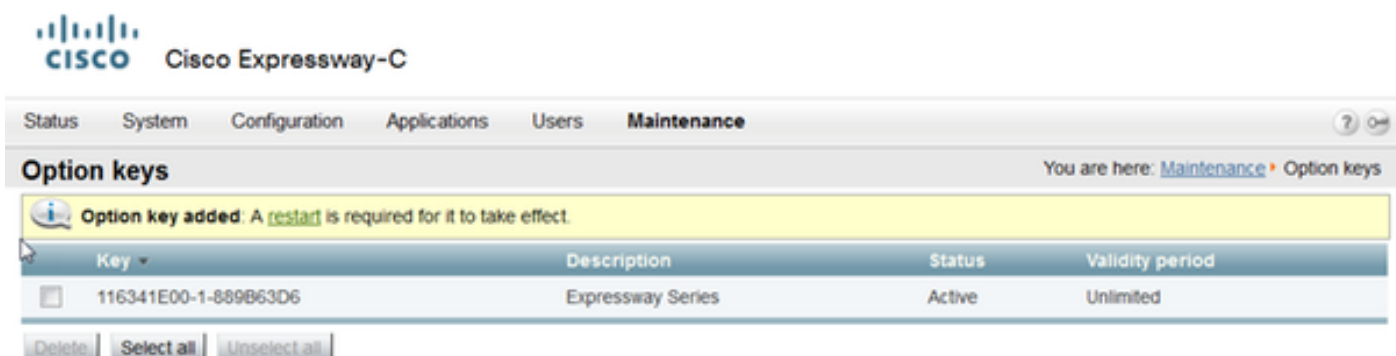 CISCO Cisco Expressway-C
Status System Configuration Applications Users Maintenance ?
Option keys You are here: Maintenance Option keys
i Option key added: A restart is required for it to take effect.
Key Description Status Validity period
116341E00-1-889B63D6 Expressway Series Active Unlimited
Delete Select all Unselect all